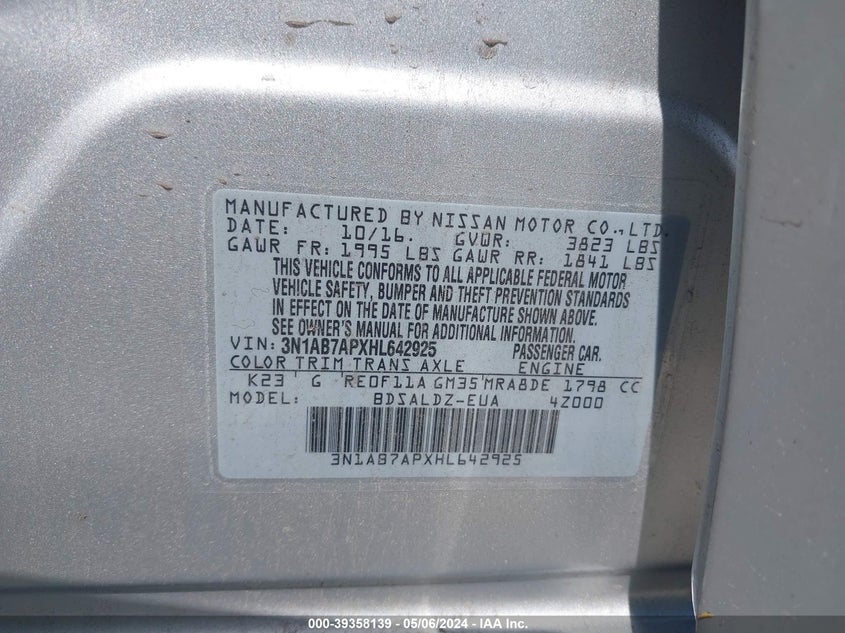 MANUFACTURED BY NISSAN MOTOR CO.,LTD.
DATE: 10/16. GVWR: 3823 LBS
GAWR FR: 1995 LBS GAWR RR: 1841 LBS
THIS VEHICLE CONFORMS TO ALL APPLICABLE FEDERAL MOTOR
VEHICLE SAFETY, BUMPER AND THEFT PREVENTION STANDARDS
IN EFFECT ON THE DATE OF MANUFACTURE SHOWN ABOVE.
SEE OWNER'S MANUAL FOR ADDITIONAL INFORMATION.
VIN: 3N1AB7APXHL642925 PASSENGER CAR.
COLOR TRIM TRANS AXLE ENGINE
K23 G RE0F11A GM35 MRA8DE 1798 CC
MODEL: BDSALDZ-EUA 4Z000
3N1AB7APXHL642925
000-39358139 - 05/06/2024 - IAA Inc.